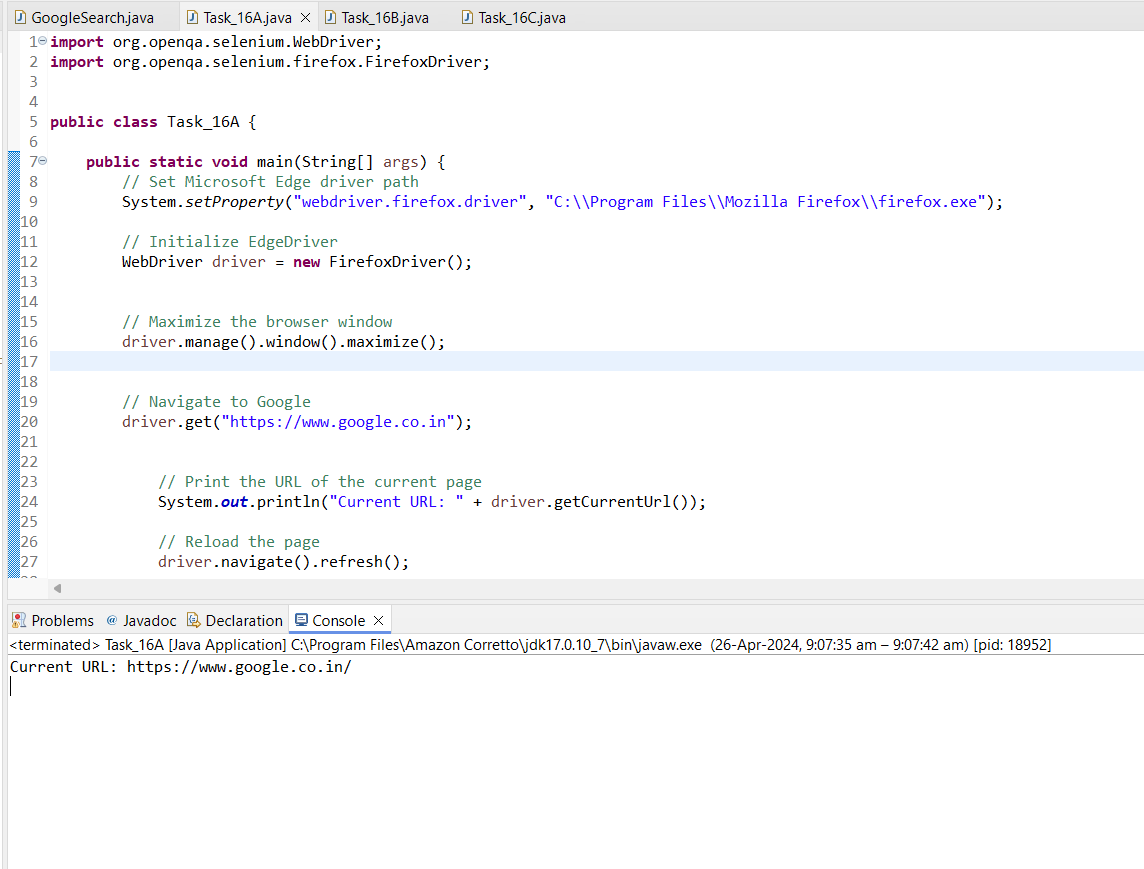 GoogleSearch.java Task_16A.java Task_16B.java Task_16C.java
1 import org.openqa.selenium.WebDriver;
2 import org.openqa.selenium.firefox.FirefoxDriver;
3
4
5 public class Task_16A {
6
7     public static void main(String[] args) {
8         // Set Microsoft Edge driver path
9         System.setProperty("webdriver.firefox.driver", "C:\\Program Files\\Mozilla Firefox\\firefox.exe");
10
11         // Initialize EdgeDriver
12         WebDriver driver = new FirefoxDriver();
13
14
15         // Maximize the browser window
16         driver.manage().window().maximize();
17
18
19         // Navigate to Google
20         driver.get("https://www.google.co.in");
21
22
23             // Print the URL of the current page
24             System.out.println("Current URL: " + driver.getCurrentUrl());
25
26             // Reload the page
27             driver.navigate().refresh();
Problems @ Javadoc Declaration Console
<terminated> Task_16A [Java Application] C:\Program Files\Amazon Corretto\jdk17.0.10_7\bin\javaw.exe (26-Apr-2024, 9:07:35 am – 9:07:42 am) [pid: 18952]
Current URL: https://www.google.co.in/